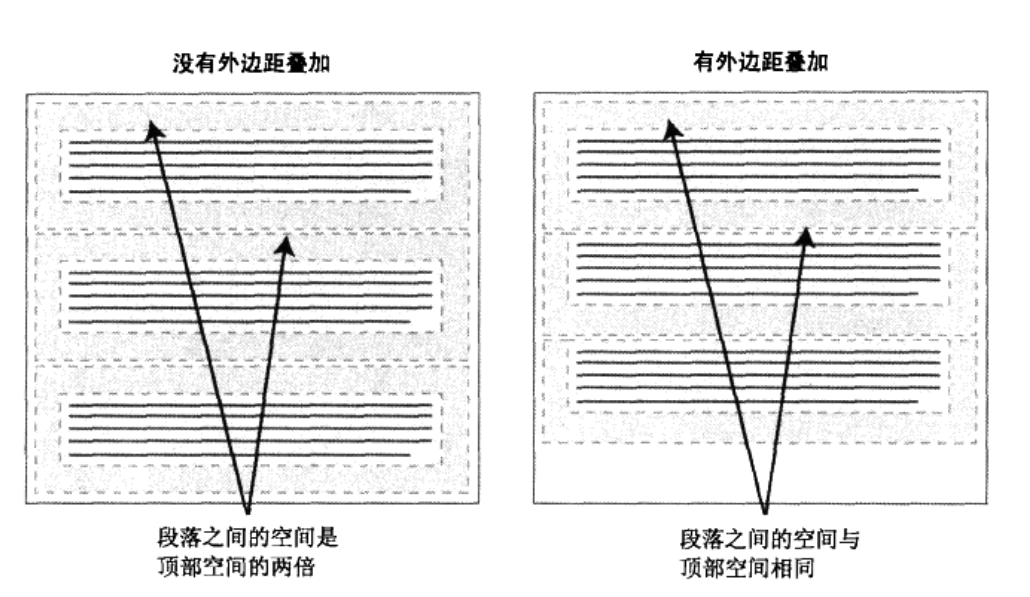 没有外边距叠加
有外边距叠加
段落之间的空间是
顶部空间的两倍
段落之间的空间与
顶部空间相同